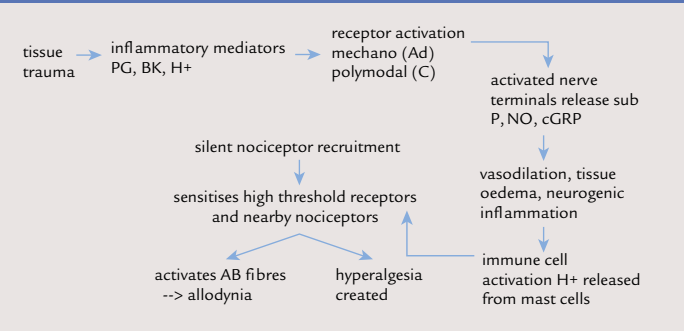 tissue
trauma
inflammatory mediators
PG, BK, H+
receptor activation
mechano (Ad)
polymodal (C)
activated nerve
terminals release sub
P, NO, cGRP
vasodilation, tissue
oedema, neurogenic
inflammation
immune cell
activation H+ released
from mast cells
silent nociceptor recruitment
sensitises high threshold receptors
and nearby nociceptors
activates AB fibres
--> allodynia
hyperalgesia
created